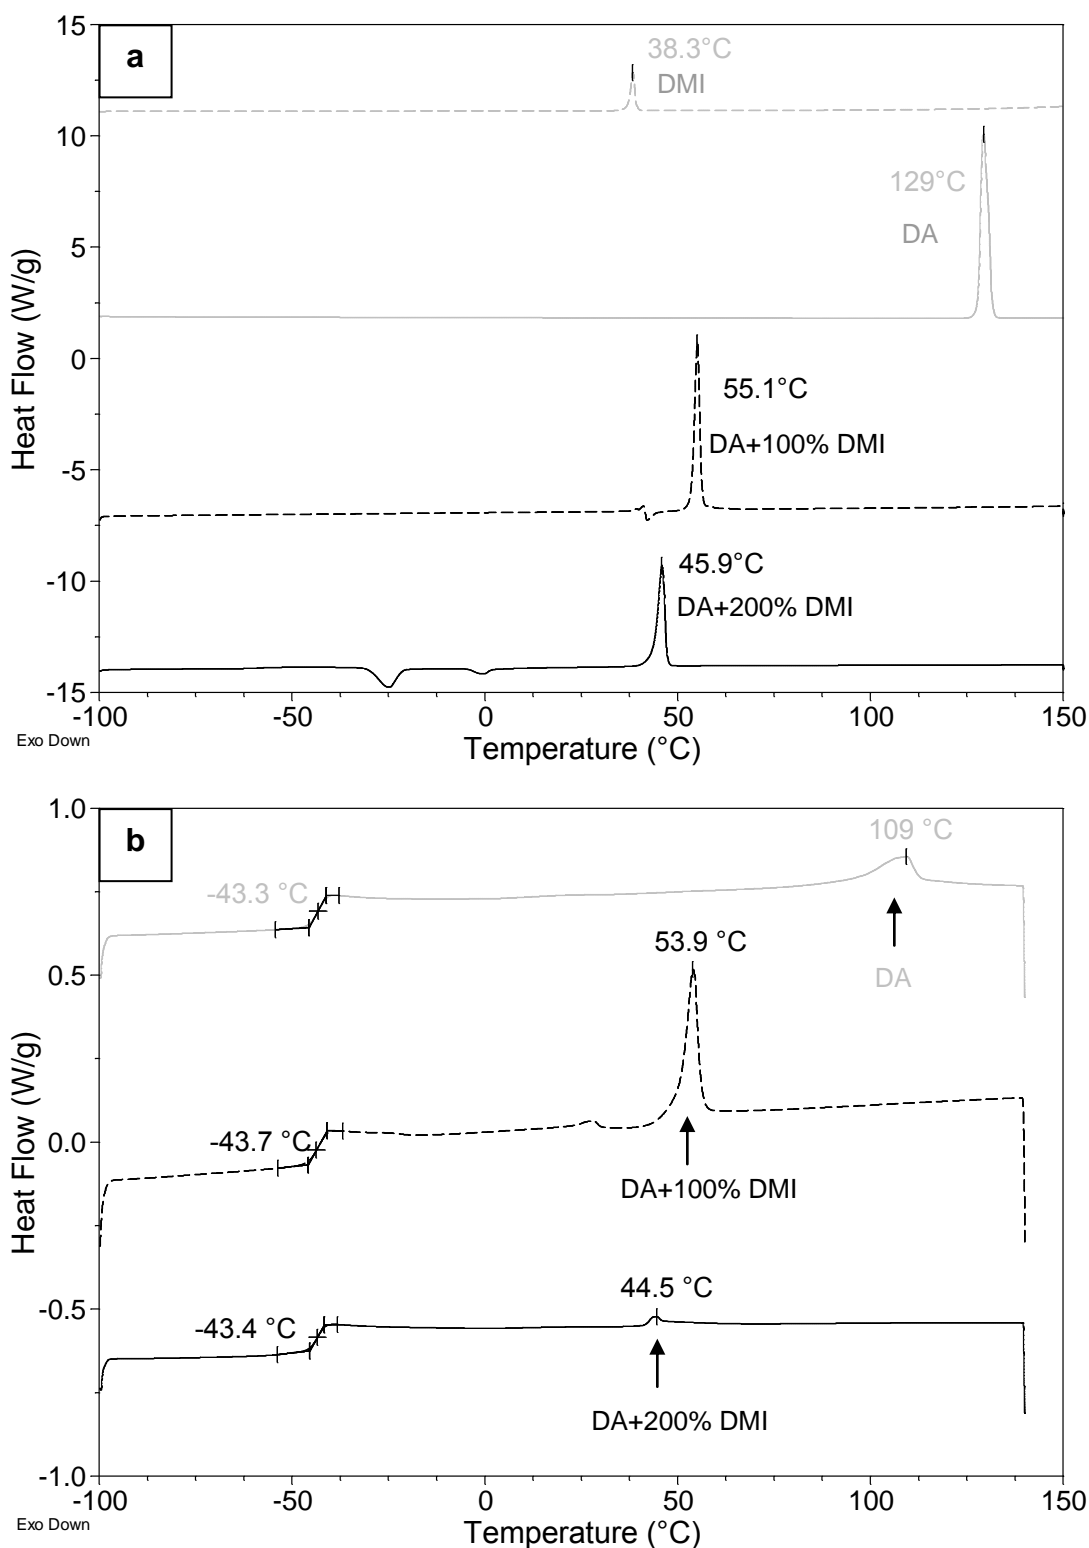 a
15
10
5
0
-5
-10
-15
Heat Flow (W/g)
38.3°C
DMI
129°C
DA
55.1°C
DA+100% DMI
45.9°C
DA+200% DMI
-100 -50 0 50 100 150
Exo Down
Temperature (°C)
b
1.0
0.5
0.0
-0.5
-1.0
Heat Flow (W/g)
109 °C
-43.3 °C
DA
53.9 °C
-43.7 °C
DA+100% DMI
44.5 °C
-43.4 °C
DA+200% DMI
-100 -50 0 50 100 150
Exo Down
Temperature (°C)